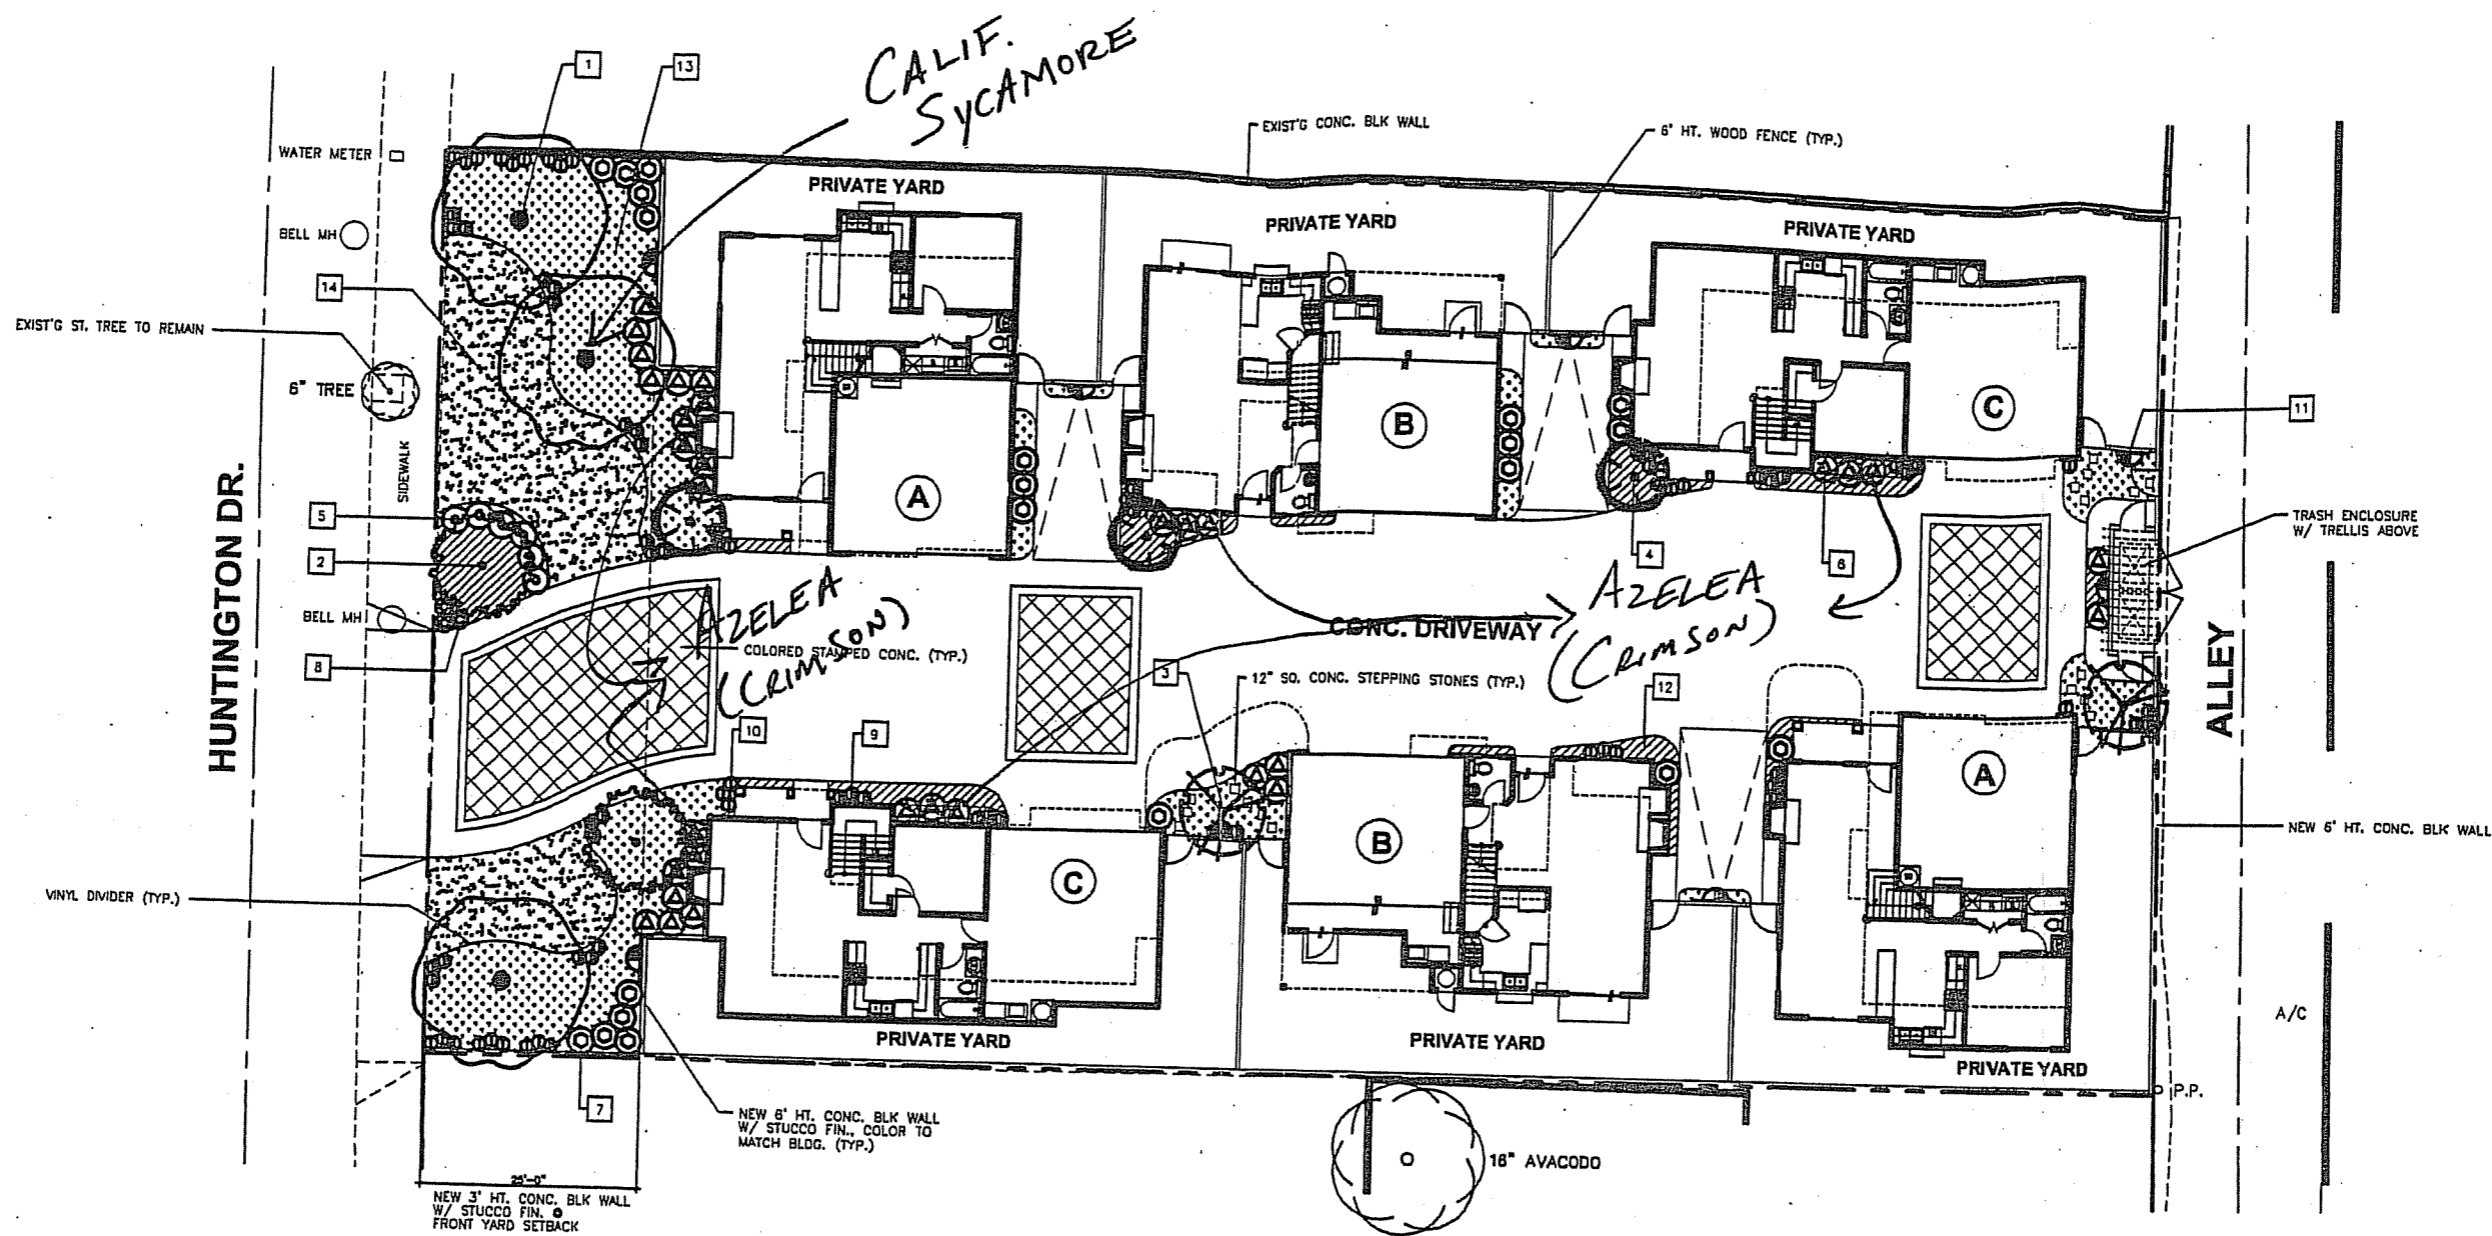 CALIF.
SYCAMORE
1
13
WATER METER
EXIST'G CONC. BLK WALL
6' HT. WOOD FENCE (TYP.)
PRIVATE YARD
PRIVATE YARD
PRIVATE YARD
BELL MH
14
EXIST'G ST. TREE TO REMAIN
6" TREE
SIDEWALK
HUNTINGTON DR.
A
B
C
11
5
2
BELL MH
8
4
6
TRASH ENCLOSURE
W/ TRELLIS ABOVE
AZELEA
(CRIMSON)
AZELEA
(CRIMSON)
CONC. DRIVEWAY
COLORED STAMPED CONC. (TYP.)
3
12" SQ. CONC. STEPPING STONES (TYP.)
12
ALLEY
10
9
C
B
A
NEW 6' HT. CONC. BLK WALL
VINYL DIVIDER (TYP.)
PRIVATE YARD
PRIVATE YARD
PRIVATE YARD
A/C
P.P.
7
NEW 6' HT. CONC. BLK WALL
W/ STUCCO FIN., COLOR TO
MATCH BLDG. (TYP.)
16" AVACODO
25'-0"
NEW 3' HT. CONC. BLK WALL
W/ STUCCO FIN. @
FRONT YARD SETBACK